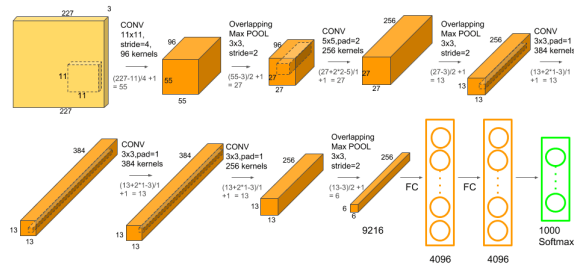 227
3
11
11
227
CONV
11x11,
stride=4,
96 kernels
(227-11)/4 +1
= 55
96
55
55
Overlapping
Max POOL
3x3,
stride=2
(55-3)/2 +1
= 27
96
27
27
CONV
5x5,pad=2
256 kernels
(27+2*2-5)/1
+1 = 27
256
27
27
Overlapping
Max POOL
3x3,
stride=2
(27-3)/2 +1
= 13
256
13
13
CONV
3x3,pad=1
384 kernels
(13+2*1-3)/1
+1 = 13
384
13
13
CONV
3x3,pad=1
384 kernels
(13+2*1-3)/1
+1 = 13
384
13
13
CONV
3x3,pad=1
256 kernels
(13+2*1-3)/1
+1 = 13
256
13
13
Overlapping
Max POOL
3x3,
stride=2
(13-3)/2 +1
= 6
256
6
6
9216
FC
4096
FC
4096
1000
Softmax